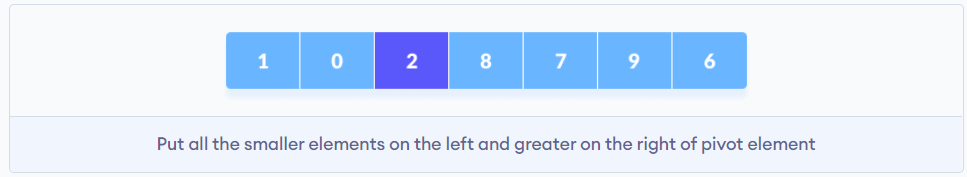 1 0 2 8 7 9 6
Put all the smaller elements on the left and greater on the right of pivot element